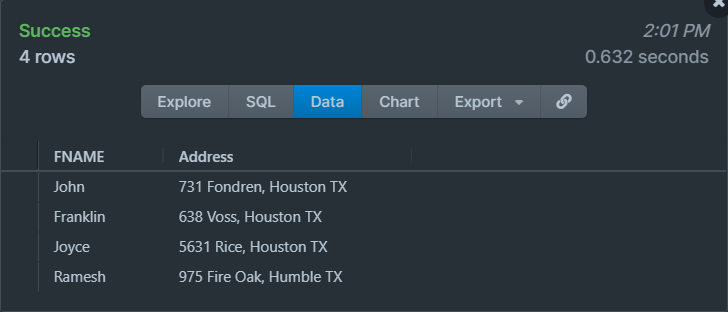 Success 2:01 PM
4 rows 0.632 seconds
Explore SQL Data Chart Export
FNAME Address
John 731 Fondren, Houston TX
Franklin 638 Voss, Houston TX
Joyce 5631 Rice, Houston TX
Ramesh 975 Fire Oak, Humble TX